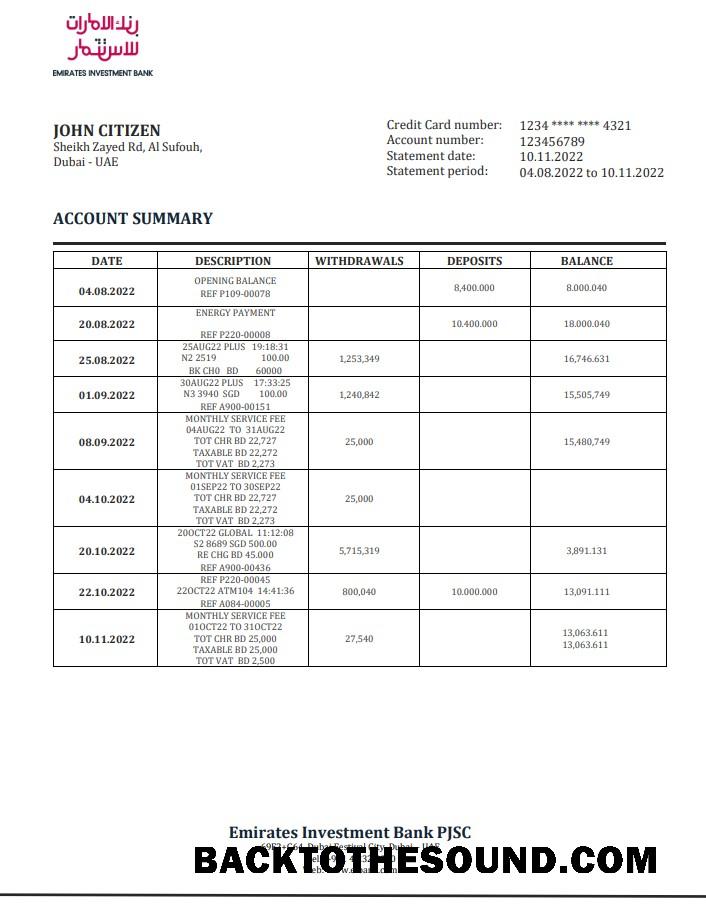 بنك الامارات
للاستثمار
EMIRATES INVESTMENT BANK
JOHN CITIZEN
Sheikh Zayed Rd, Al Sufouh,
Dubai - UAE
Credit Card number: 1234 **** **** 4321
Account number: 123456789
Statement date: 10.11.2022
Statement period: 04.08.2022 to 10.11.2022
ACCOUNT SUMMARY
DATE DESCRIPTION WITHDRAWALS DEPOSITS BALANCE
04.08.2022 OPENING BALANCE 8,400.000 8.000.040
REF P109-00078
20.08.2022 ENERGY PAYMENT 10.400.000 18.000.040
REF P220-00008
25.08.2022 25AUG22 PLUS 19:18:31 1,253,349 16,746.631
N2 2519 100.00
BK CH0 BD 60000
01.09.2022 30AUG22 PLUS 17:33:25 1,240,842 15,505,749
N3 3940 SGD 100.00
REF A900-00151
08.09.2022 MONTHLY SERVICE FEE 25,000 15,480,749
04AUG22 TO 31AUG22
TOT CHR BD 22,727
TAXABLE BD 22,272
TOT VAT BD 2,273
04.10.2022 MONTHLY SERVICE FEE 25,000
01SEP22 TO 30SEP22
TOT CHR BD 22,727
TAXABLE BD 22,272
TOT VAT BD 2,273
20.10.2022 20OCT22 GLOBAL 11:12:08 5,715,319 3,891.131
S2 8689 SGD 500.00
RE CHG BD 45.000
REF A900-00436
22.10.2022 REF P220-00045 800,040 10.000.000 13,091.111
22OCT22 ATM104 14:41:36
REF A084-00005
10.11.2022 MONTHLY SERVICE FEE 27,540 13,063.611
01OCT22 TO 31OCT22 13,063.611
TOT CHR BD 25,000
TAXABLE BD 25,000
TOT VAT BD 2,500
Emirates Investment Bank PJSC
Dubai Festival City, Dubai - UAE
BACKTOTHESOUND.COM